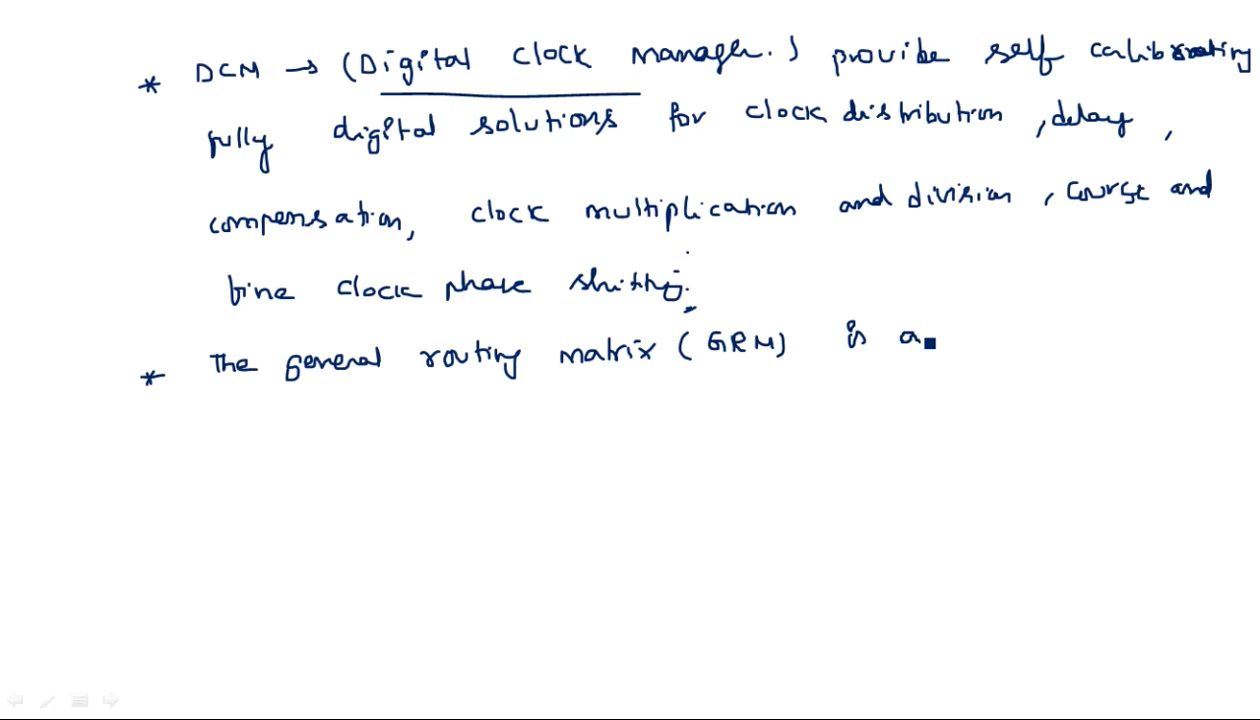 * DCM → (Digital clock manager.) provide self calibrating
fully digital solutions for clock distribution, delay,
compensation, clock multiplication and division, course and
fine clock phase shifting.
* The general routing matrix (GRM) is a